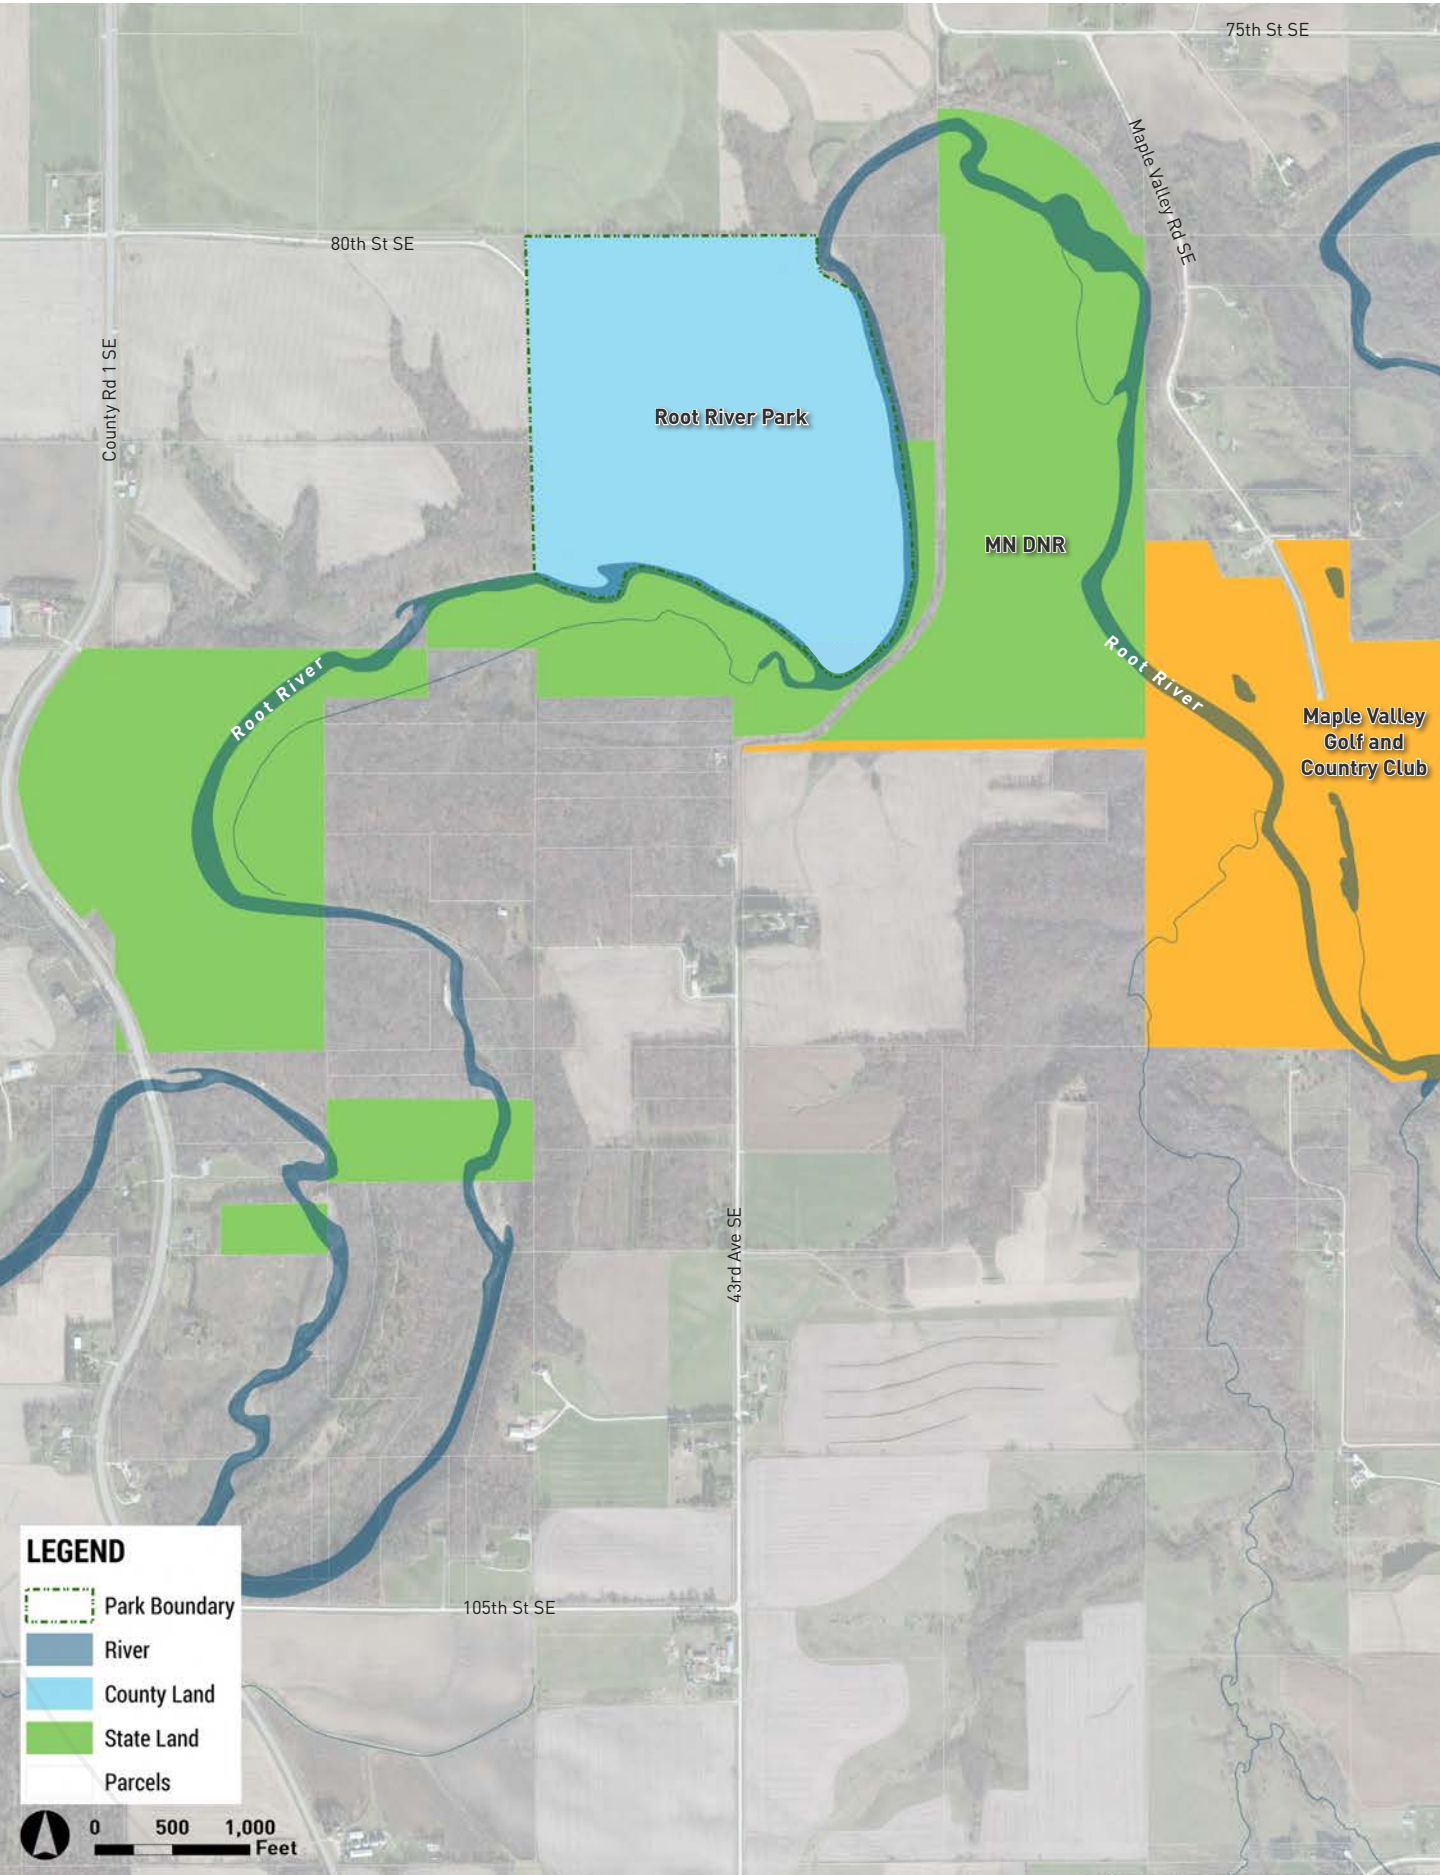 75th St SE
Maple Valley Rd SE
80th St SE
County Rd 1 SE
Root River Park
MN DNR
Root River
Root River
Maple Valley
Golf and
Country Club
43rd Ave SE
105th St SE
LEGEND
Park Boundary
River
County Land
State Land
Parcels
0 500 1,000
Feet